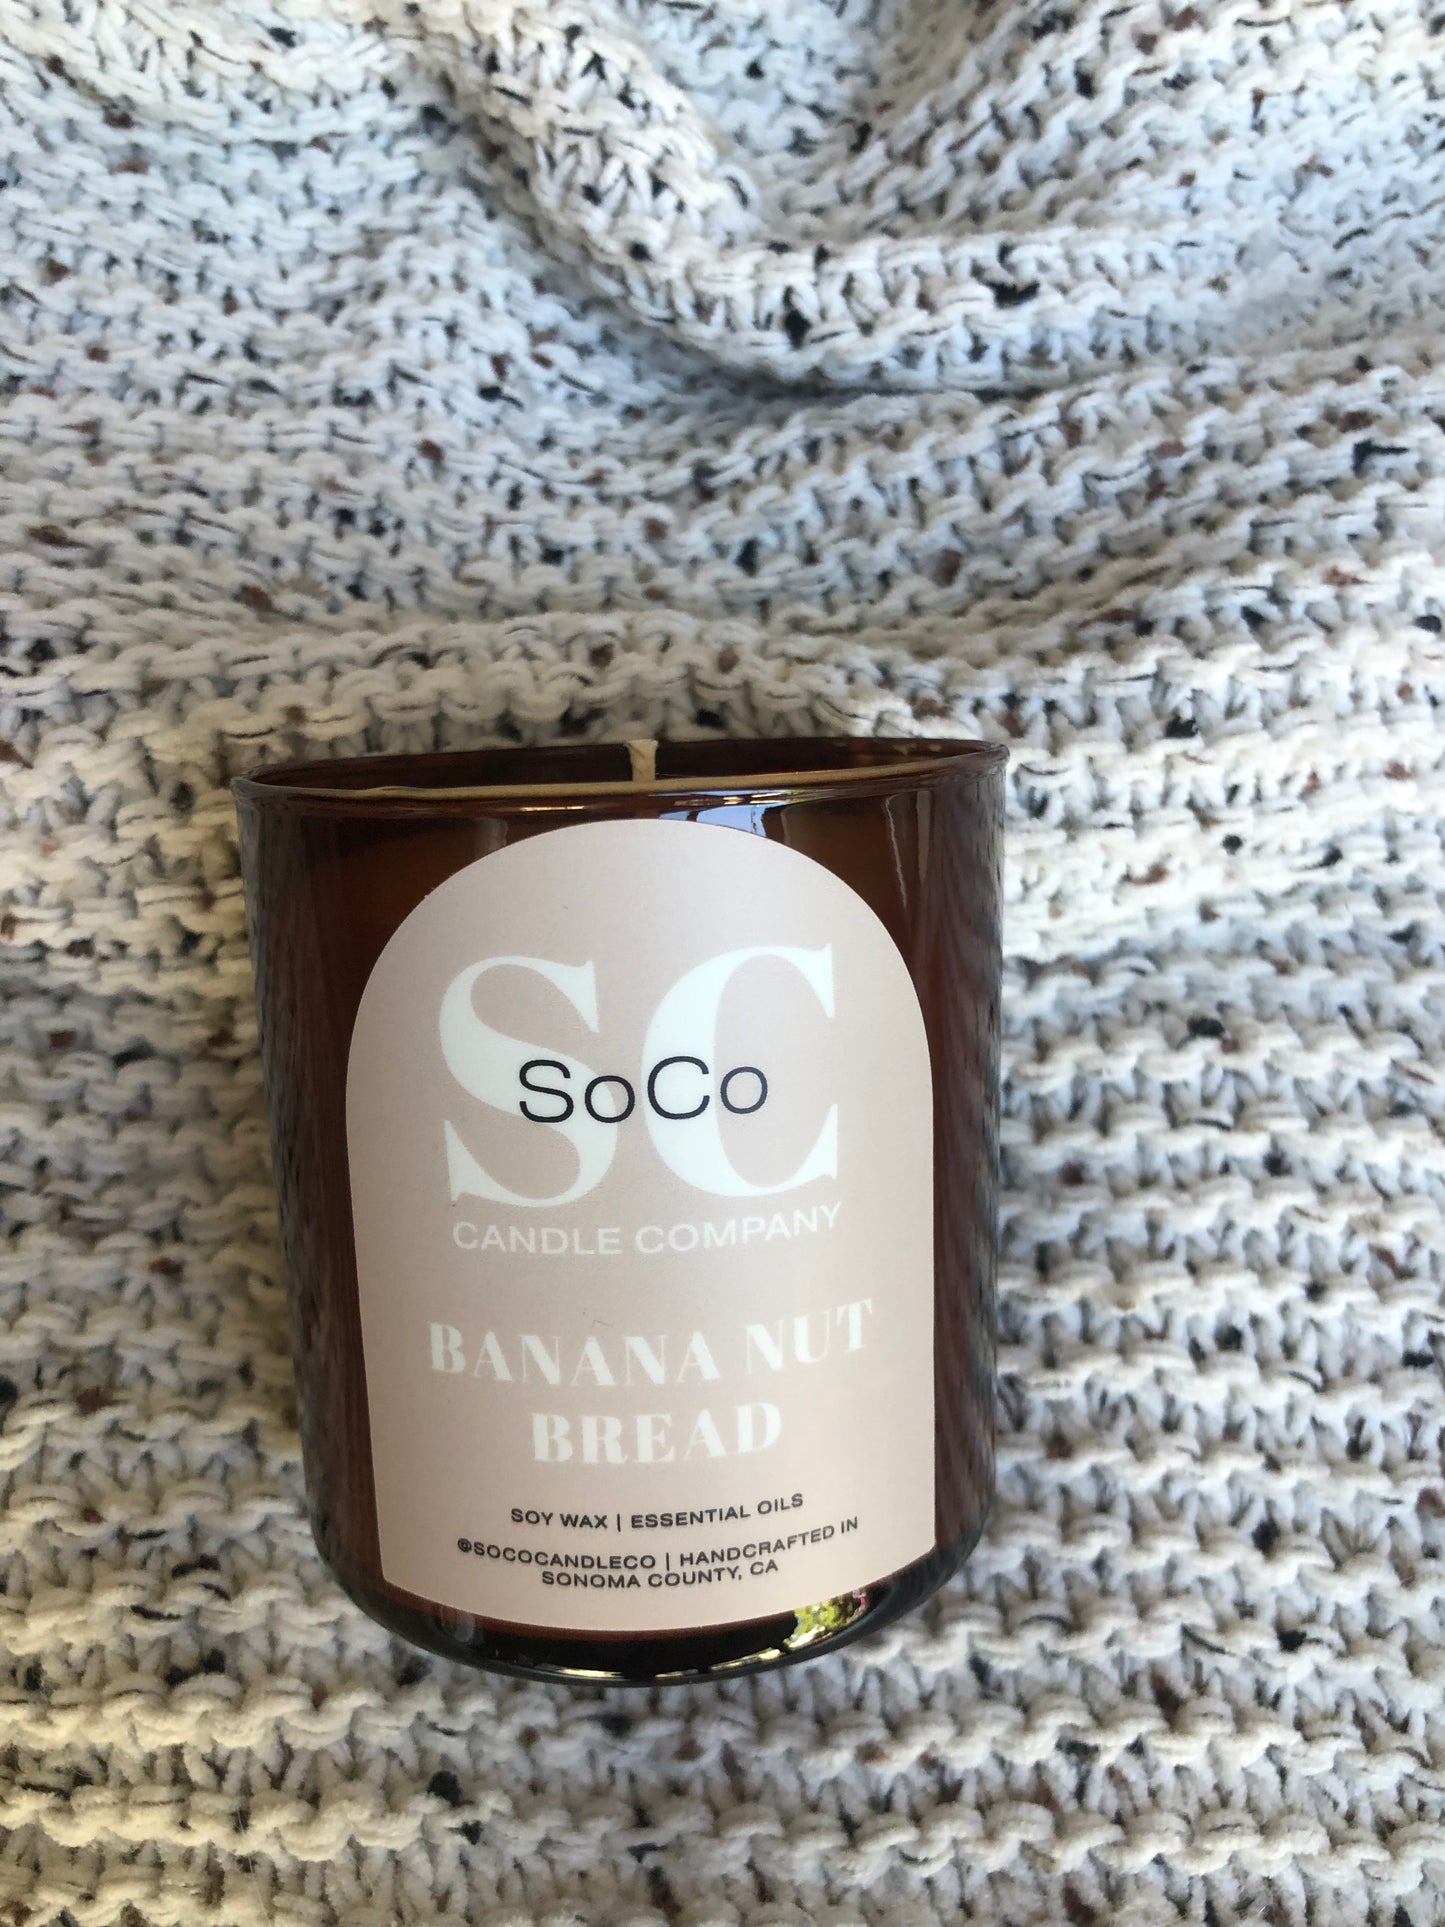 SC
SoCo
CANDLE COMPANY
BANANA NUT
BREAD
SOY WAX | ESSENTIAL OILS
@SOCOCANDLECO | HANDCRAFTED IN
SONOMA COUNTY, CA